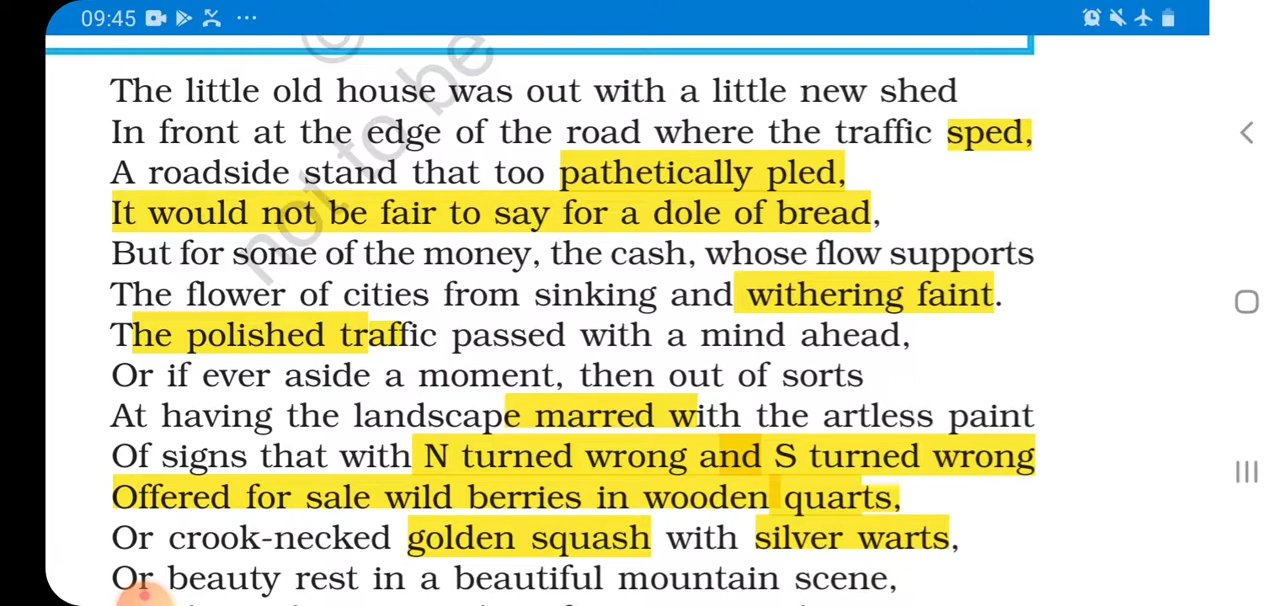 09:45
The little old house was out with a little new shed
In front at the edge of the road where the traffic sped,
A roadside stand that too pathetically pled,
It would not be fair to say for a dole of bread,
But for some of the money, the cash, whose flow supports
The flower of cities from sinking and withering faint.
The polished traffic passed with a mind ahead,
Or if ever aside a moment, then out of sorts
At having the landscape marred with the artless paint
Of signs that with N turned wrong and S turned wrong
Offered for sale wild berries in wooden quarts,
Or crook-necked golden squash with silver warts,
Or beauty rest in a beautiful mountain scene,
©
not to be